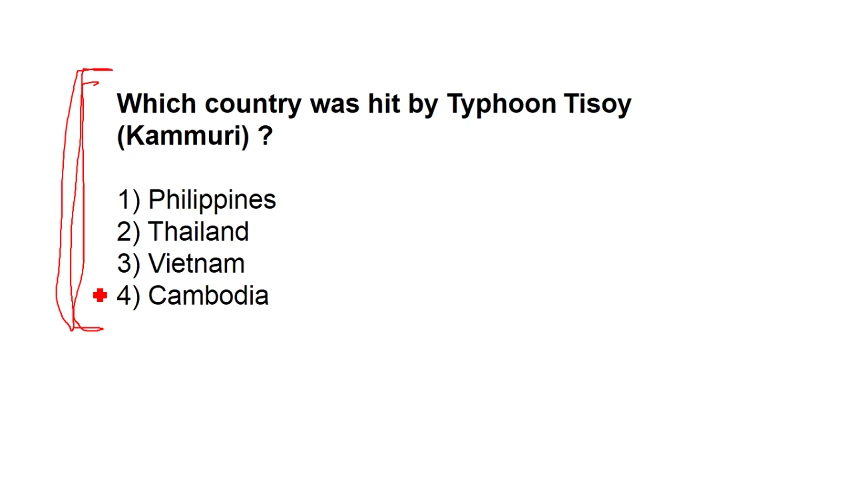 Which country was hit by Typhoon Tisoy
(Kammuri) ?
1) Philippines
2) Thailand
3) Vietnam
4) Cambodia